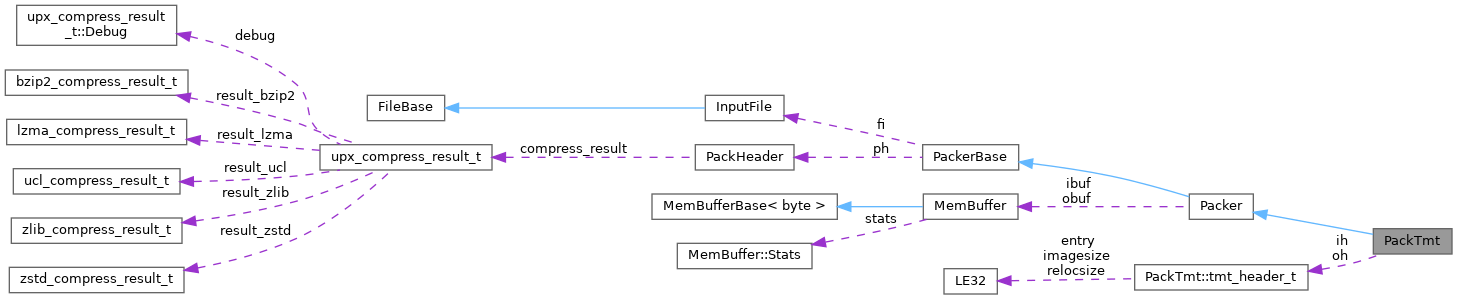 upx_compress_result
_t::Debug
debug
bzip2_compress_result_t
result_bzip2
FileBase
InputFile
lzma_compress_result_t
result_lzma
fi
upx_compress_result_t
compress_result
PackHeader
ph
PackerBase
ucl_compress_result_t
result_ucl
result_zlib
ibuf
obuf
MemBufferBase< byte >
MemBuffer
Packer
zlib_compress_result_t
result_zstd
stats
MemBuffer::Stats
PackTmt
entry
imagesize
relocsize
ih
oh
zstd_compress_result_t
LE32
PackTmt::tmt_header_t